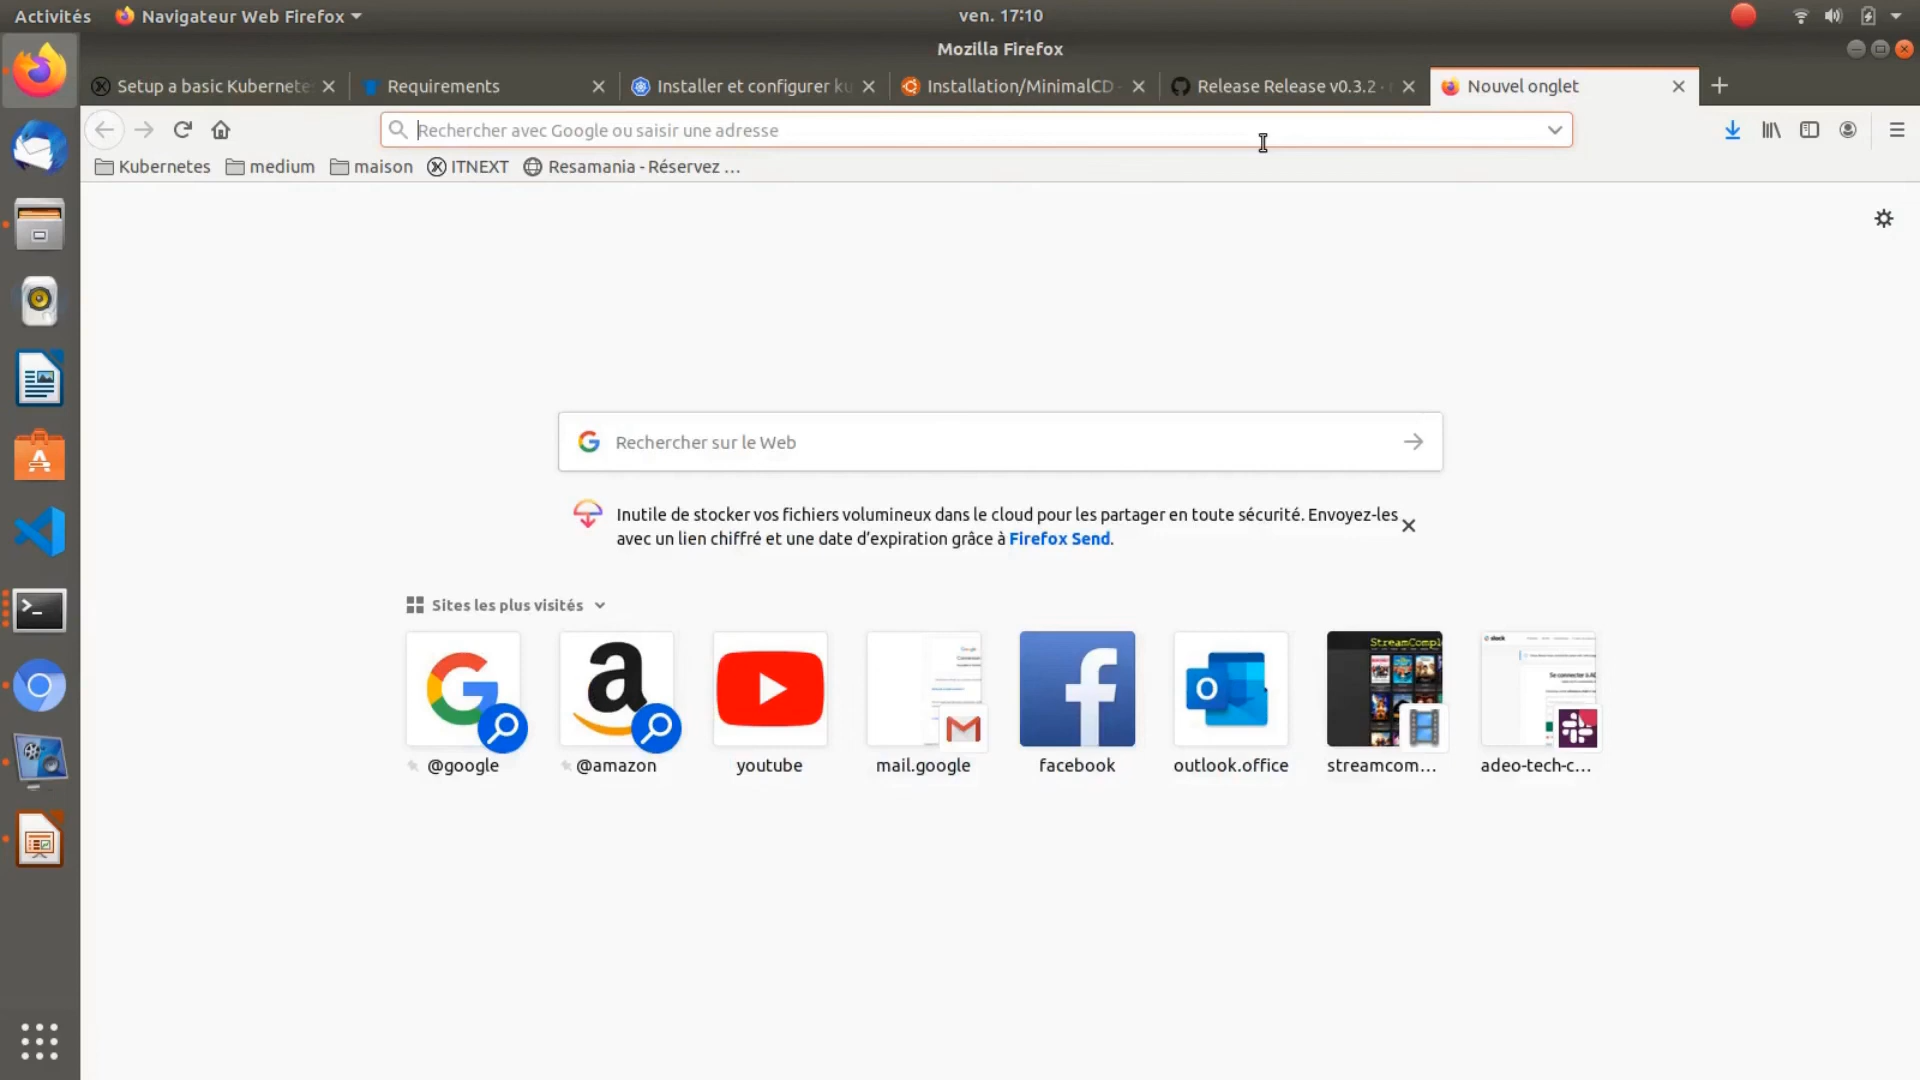 Activités
Navigateur Web Firefox
ven. 17:10
Mozilla Firefox
Setup a basic Kubernete
Requirements
Installer et configurer ku
Installation/MinimalCD
Release Release v0.3.2 ·
Nouvel onglet
Rechercher avec Google ou saisir une adresse
Kubernetes
medium
maison
ITNEXT
Resamania - Réservez …
Rechercher sur le Web
Inutile de stocker vos fichiers volumineux dans le cloud pour les partager en toute sécurité. Envoyez-les
avec un lien chiffré et une date d’expiration grâce à Firefox Send.
Sites les plus visités
StreamCompl
slack
Google
@google
@amazon
youtube
mail.google
facebook
outlook.office
streamcom…
adeo-tech-c…